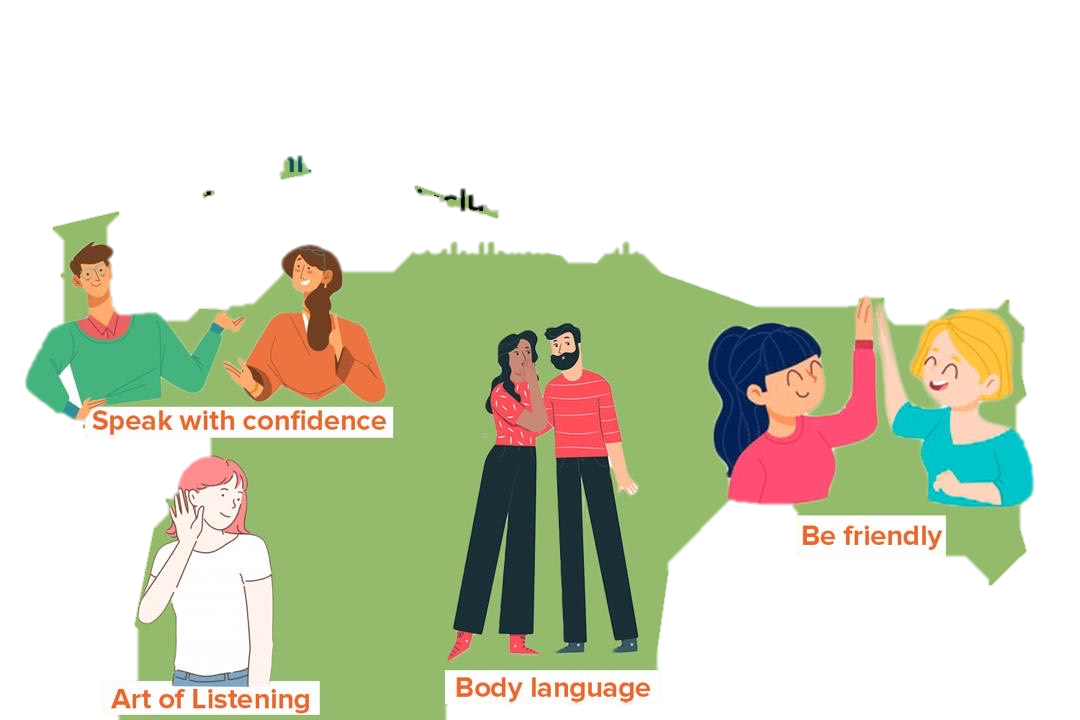 Speak with confidence
Be friendly
Art of Listening
Body language